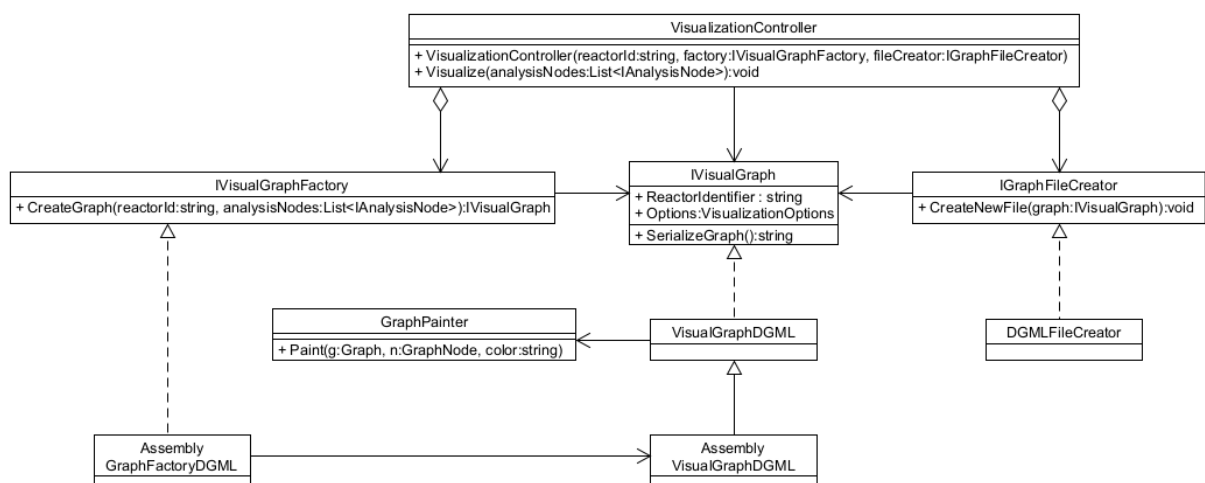 VisualizationController
+ VisualizationController(reactorId:string, factory:IVisualGraphFactory, fileCreator:IGraphFileCreator)
+ Visualize(analysisNodes:List<IAnalysisNode>):void
IVisualGraphFactory
+ CreateGraph(reactorId:string, analysisNodes:List<IAnalysisNode>):IVisualGraph
IVisualGraph
+ ReactorIdentifier : string
+ Options:VisualizationOptions
+ SerializeGraph():string
IGraphFileCreator
+ CreateNewFile(graph:IVisualGraph):void
GraphPainter
+ Paint(g:Graph, n:GraphNode, color:string)
VisualGraphDGML
DGMLFileCreator
Assembly
GraphFactoryDGML
Assembly
VisualGraphDGML